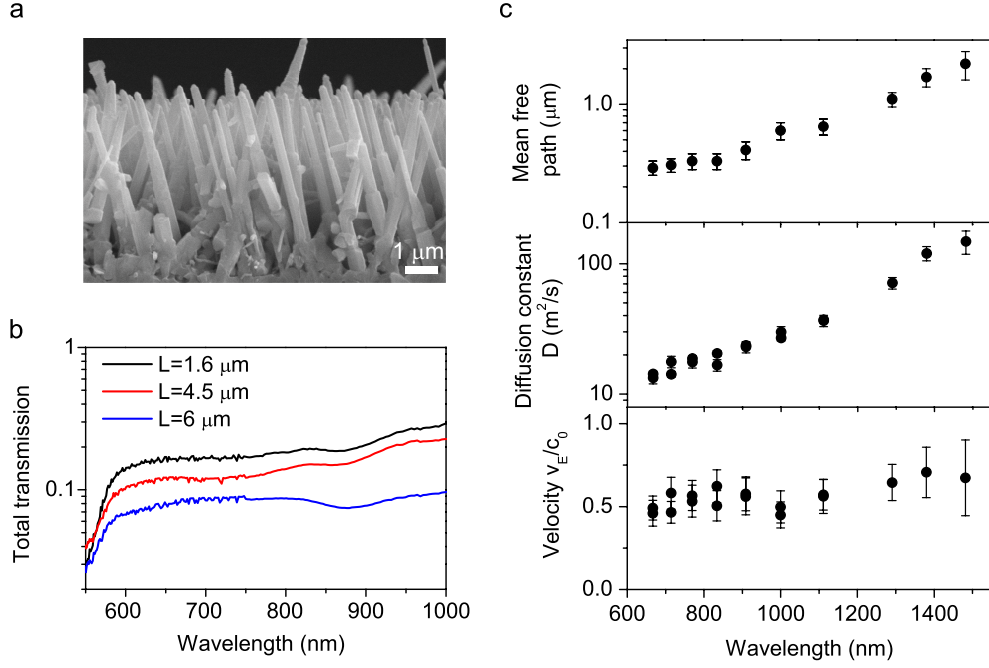 a
1 μm
b
Total transmission
1
0.1
L=1.6 μm
L=4.5 μm
L=6 μm
600
700
800
900
1000
Wavelength (nm)
c
Mean free
path (μm)
1.0
0.1
Diffusion constant
D (m²/s)
100
10
Velocity v_E/c_0
1.0
0.5
0.0
600
800
1000
1200
1400
Wavelength (nm)